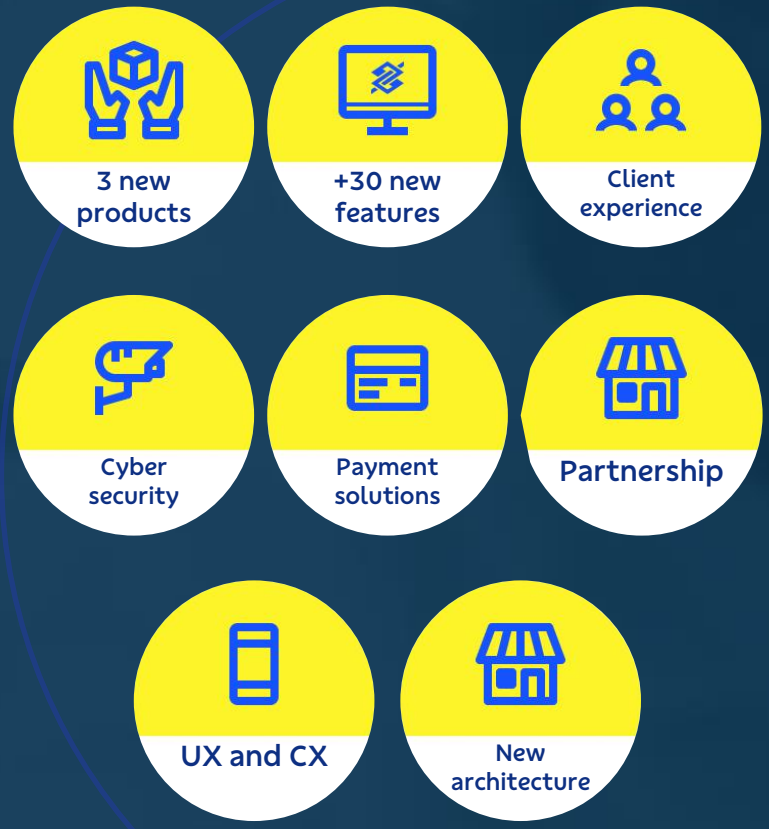 3 new
products
+30 new
features
Client
experience
Cyber
security
Payment
solutions
Partnership
UX and CX
New
architecture